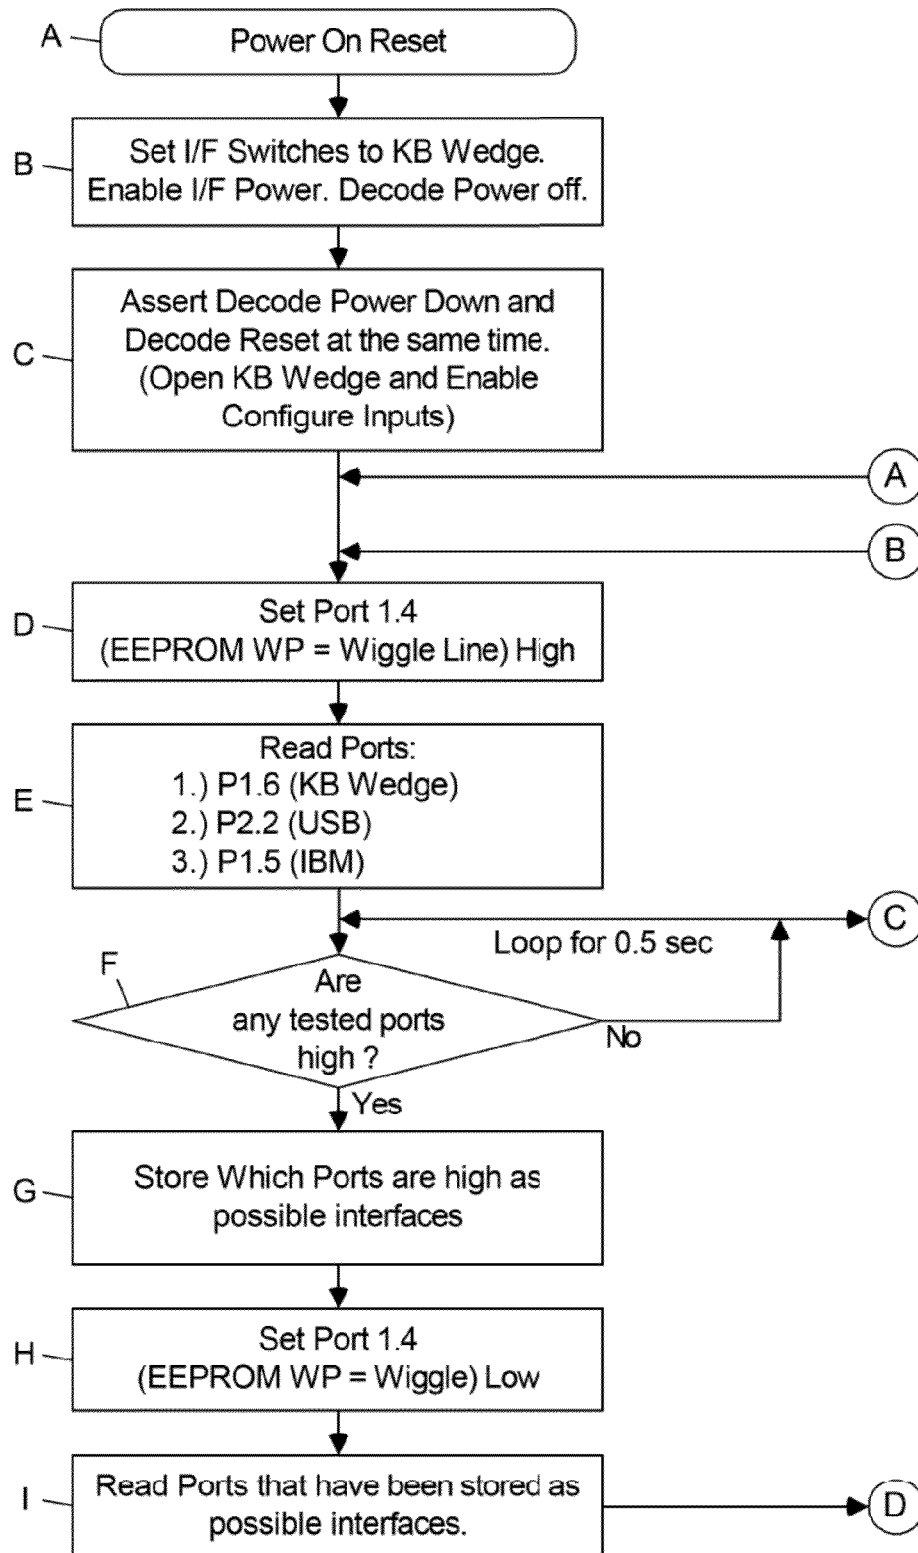 A
Power On Reset
B
Set I/F Switches to KB Wedge.
Enable I/F Power. Decode Power off.
C
Assert Decode Power Down and
Decode Reset at the same time.
(Open KB Wedge and Enable
Configure Inputs)
A
B
D
Set Port 1.4
(EEPROM WP = Wiggle Line) High
E
Read Ports:
1.) P1.6 (KB Wedge)
2.) P2.2 (USB)
3.) P1.5 (IBM)
C
Loop for 0.5 sec
F
Are
any tested ports
high ?
No
Yes
G
Store Which Ports are high as
possible interfaces
H
Set Port 1.4
(EEPROM WP = Wiggle) Low
I
Read Ports that have been stored as
possible interfaces.
D